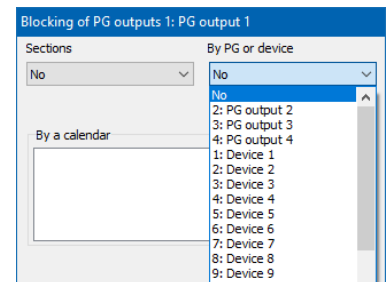 Blocking of PG outputs 1: PG output 1
Sections
By PG or device
No
No
No
2: PG output 2
3: PG output 3
4: PG output 4
1: Device 1
2: Device 2
3: Device 3
4: Device 4
5: Device 5
6: Device 6
7: Device 7
8: Device 8
9: Device 9
By a calendar